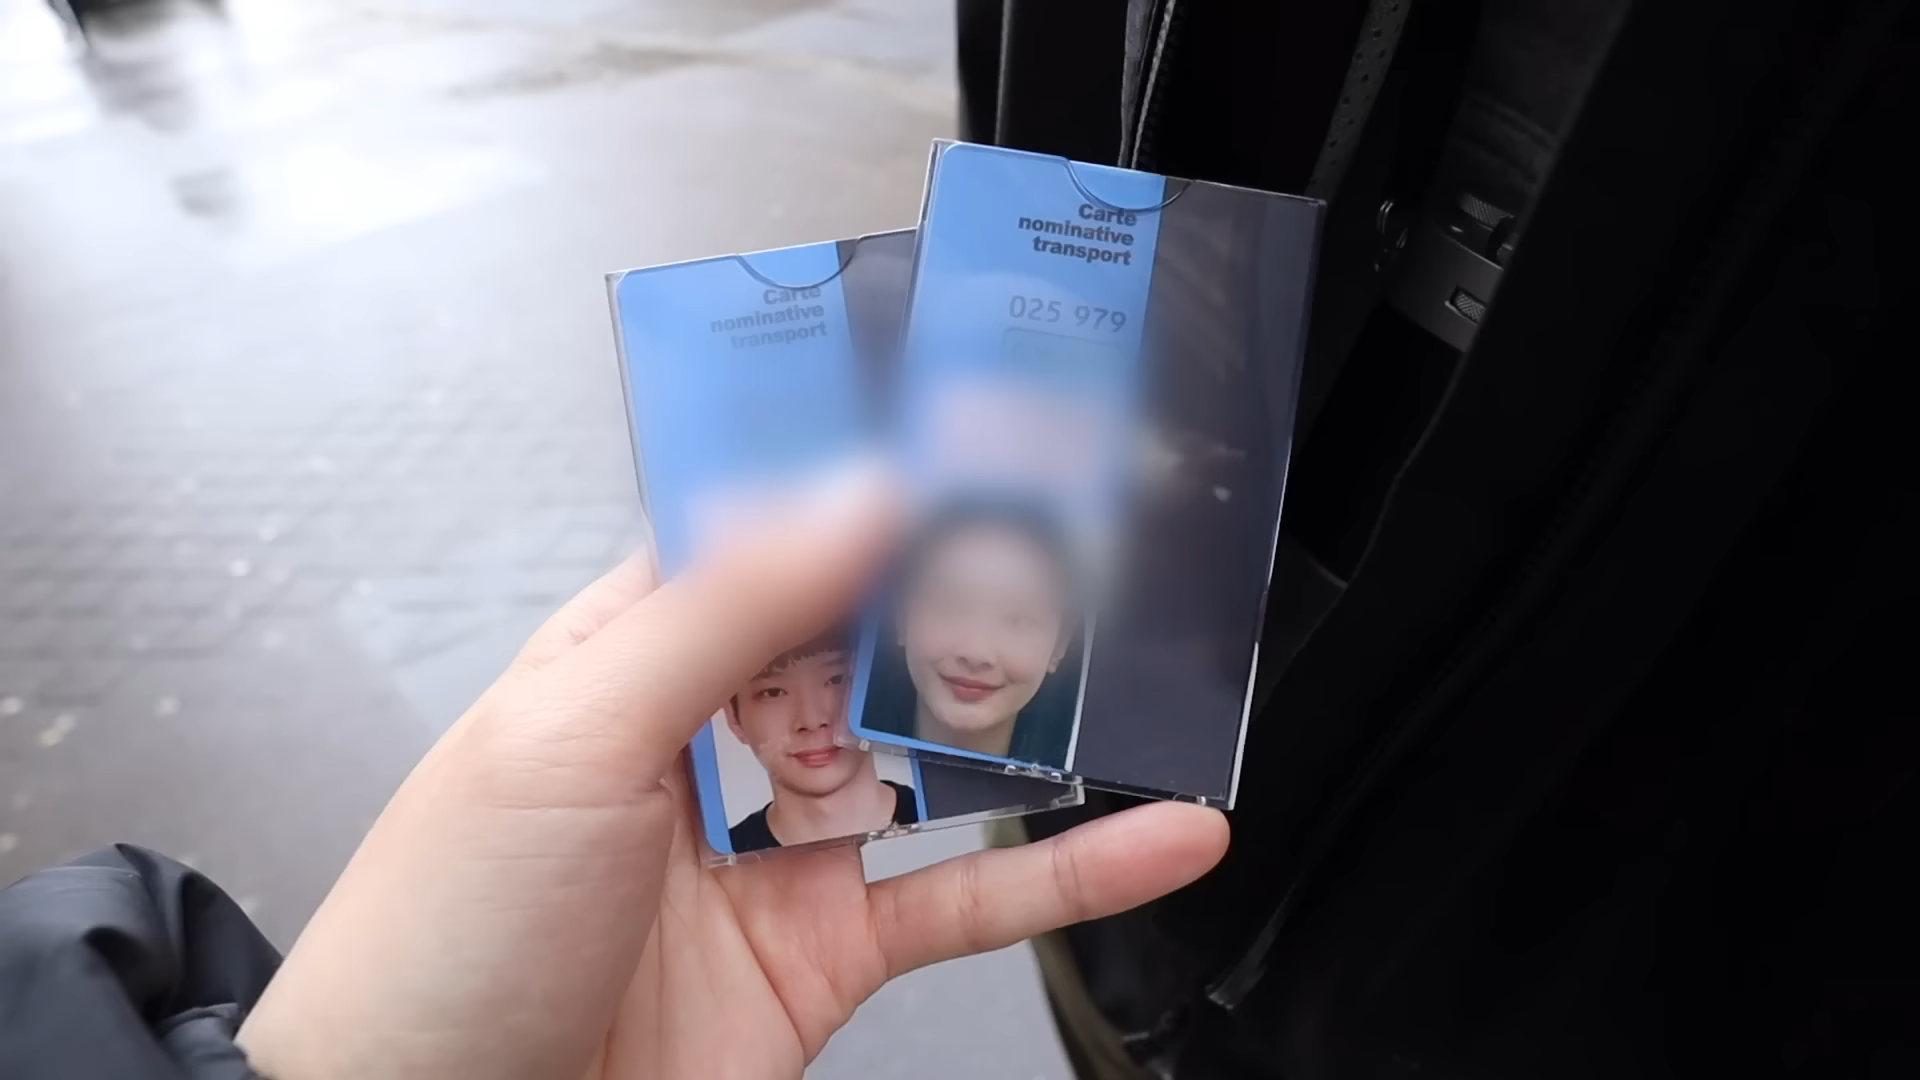 Carte
nominative
transport
Carte
nominative
transport
025 979